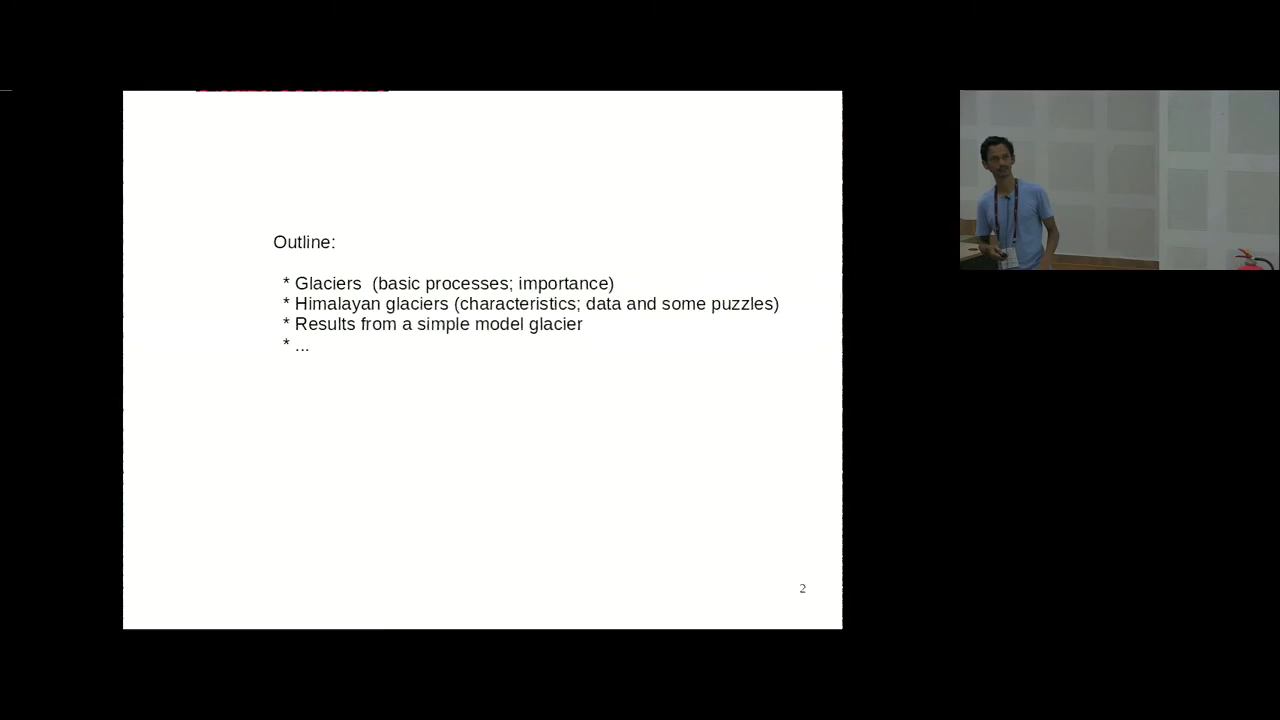 Outline:
* Glaciers (basic processes; importance)
* Himalayan glaciers (characteristics; data and some puzzles)
* Results from a simple model glacier
* ...
2